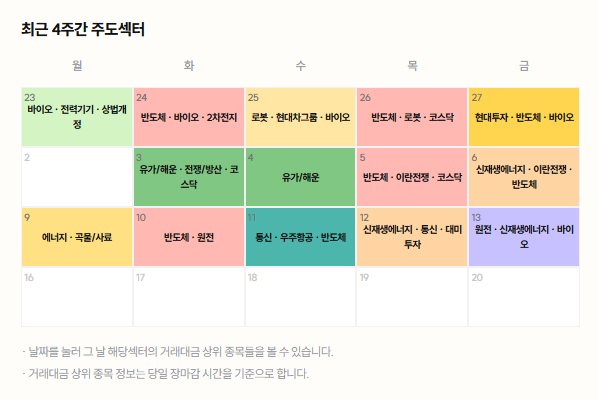 최근 4주간 주도섹터
월 화 수 목 금
23 24 25 26 27
바이오 · 전력기기 · 상법개
정
반도체 · 바이오 · 2차전지
로봇 · 현대차그룹 · 바이오
반도체 · 로봇 · 코스닥
현대투자 · 반도체 · 바이오
2 3 4 5 6
유가/해운 · 전쟁/방산 · 코
스닥
유가/해운
반도체 · 이란전쟁 · 코스닥
신재생에너지 · 이란전쟁 ·
반도체
9 10 11 12 13
에너지 · 곡물/사료
반도체 · 원전
통신 · 우주항공 · 반도체
신재생에너지 · 통신 · 대미
투자
원전 · 신재생에너지 · 바이
오
16 17 18 19 20
· 날짜를 눌러 그 날 해당섹터의 거래대금 상위 종목들을 볼 수 있습니다.
· 거래대금 상위 종목 정보는 당일 장마감 시간을 기준으로 합니다.